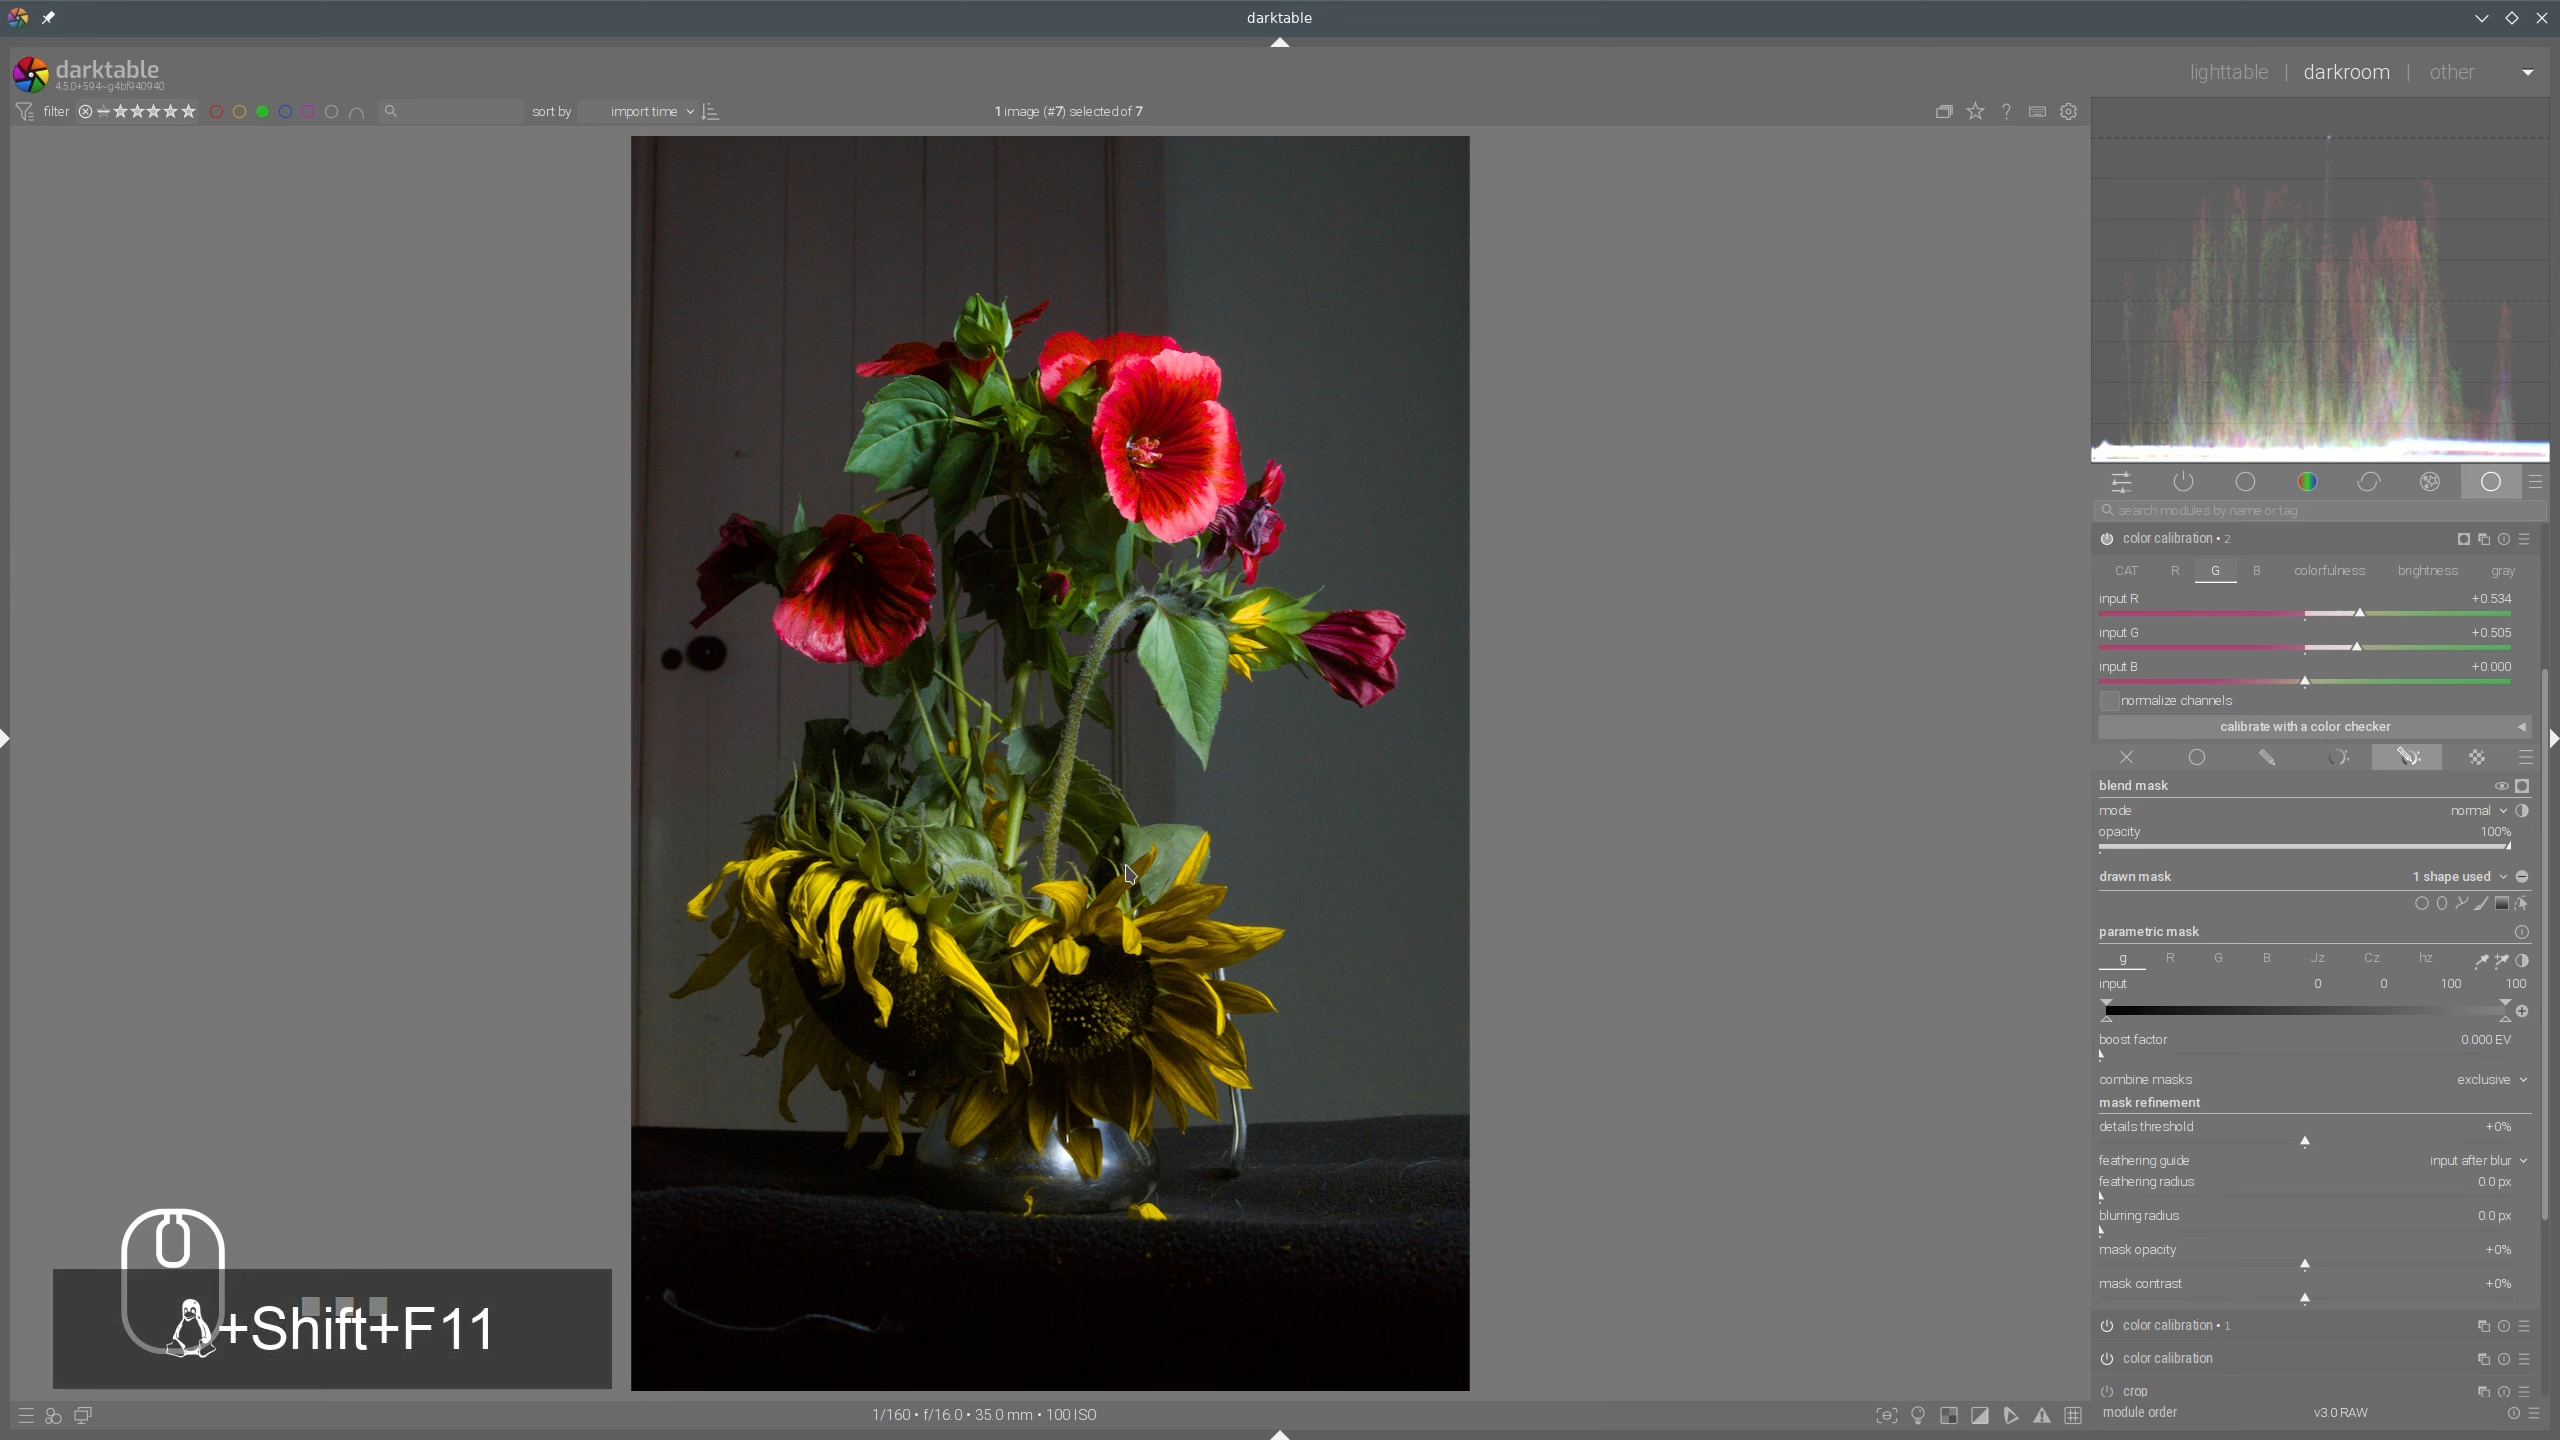 darktable
darktable
4.5.0+594~g4bf940940
lighttable | darkroom | other
filter
sort by import time
1 image (#7) selected of 7
search modules by name or tag
color calibration • 2
CAT R G B colorfulness brightness gray
input R +0.534
input G +0.505
input B +0.000
normalize channels
calibrate with a color checker
blend mask
mode normal
opacity 100%
drawn mask 1 shape used
parametric mask
g R G B Jz Cz hz
input 0 0 100 100
boost factor 0.000 EV
combine masks exclusive
mask refinement
details threshold +0%
feathering guide input after blur
feathering radius 0.0 px
blurring radius 0.0 px
mask opacity +0%
mask contrast +0%
color calibration • 1
color calibration
crop
module order v3.0 RAW
+Shift+F11
1/160 • f/16.0 • 35.0 mm • 100 ISO